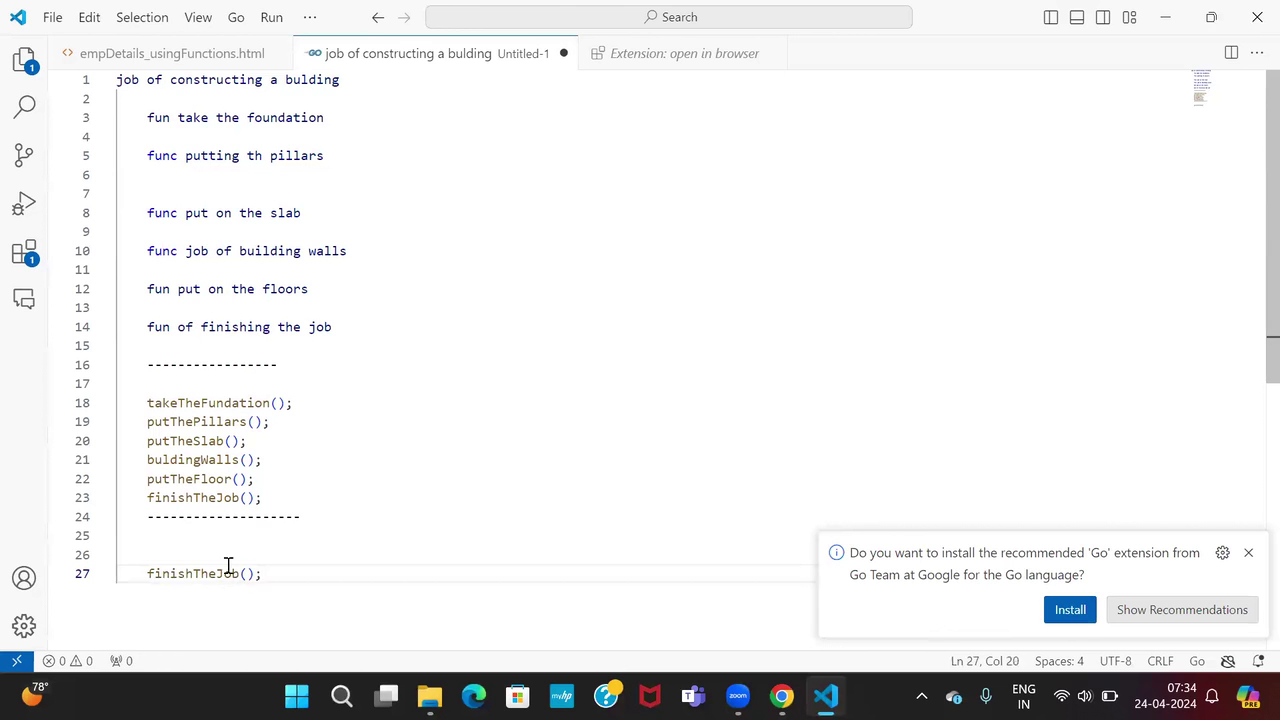 File Edit Selection View Go Run ··· Search
empDetails_usingFunctions.html job of constructing a bulding Untitled-1 Extension: open in browser
1 job of constructing a bulding
2
3 fun take the foundation
4
5 func putting th pillars
6
7
8 func put on the slab
9
10 func job of building walls
11
12 fun put on the floors
13
14 fun of finishing the job
15
16 -----------------
17
18 takeTheFundation();
19 putThePillars();
20 putTheSlab();
21 buldingWalls();
22 putTheFloor();
23 finishTheJob();
24 --------------------
25
26
27 finishTheJob();
1
1
Do you want to install the recommended 'Go' extension from
Go Team at Google for the Go language?
Install Show Recommendations
0 0 0 Ln 27, Col 20 Spaces: 4 UTF-8 CRLF Go
78° ENG 07:34
IN 24-04-2024
myhp zoom PRE